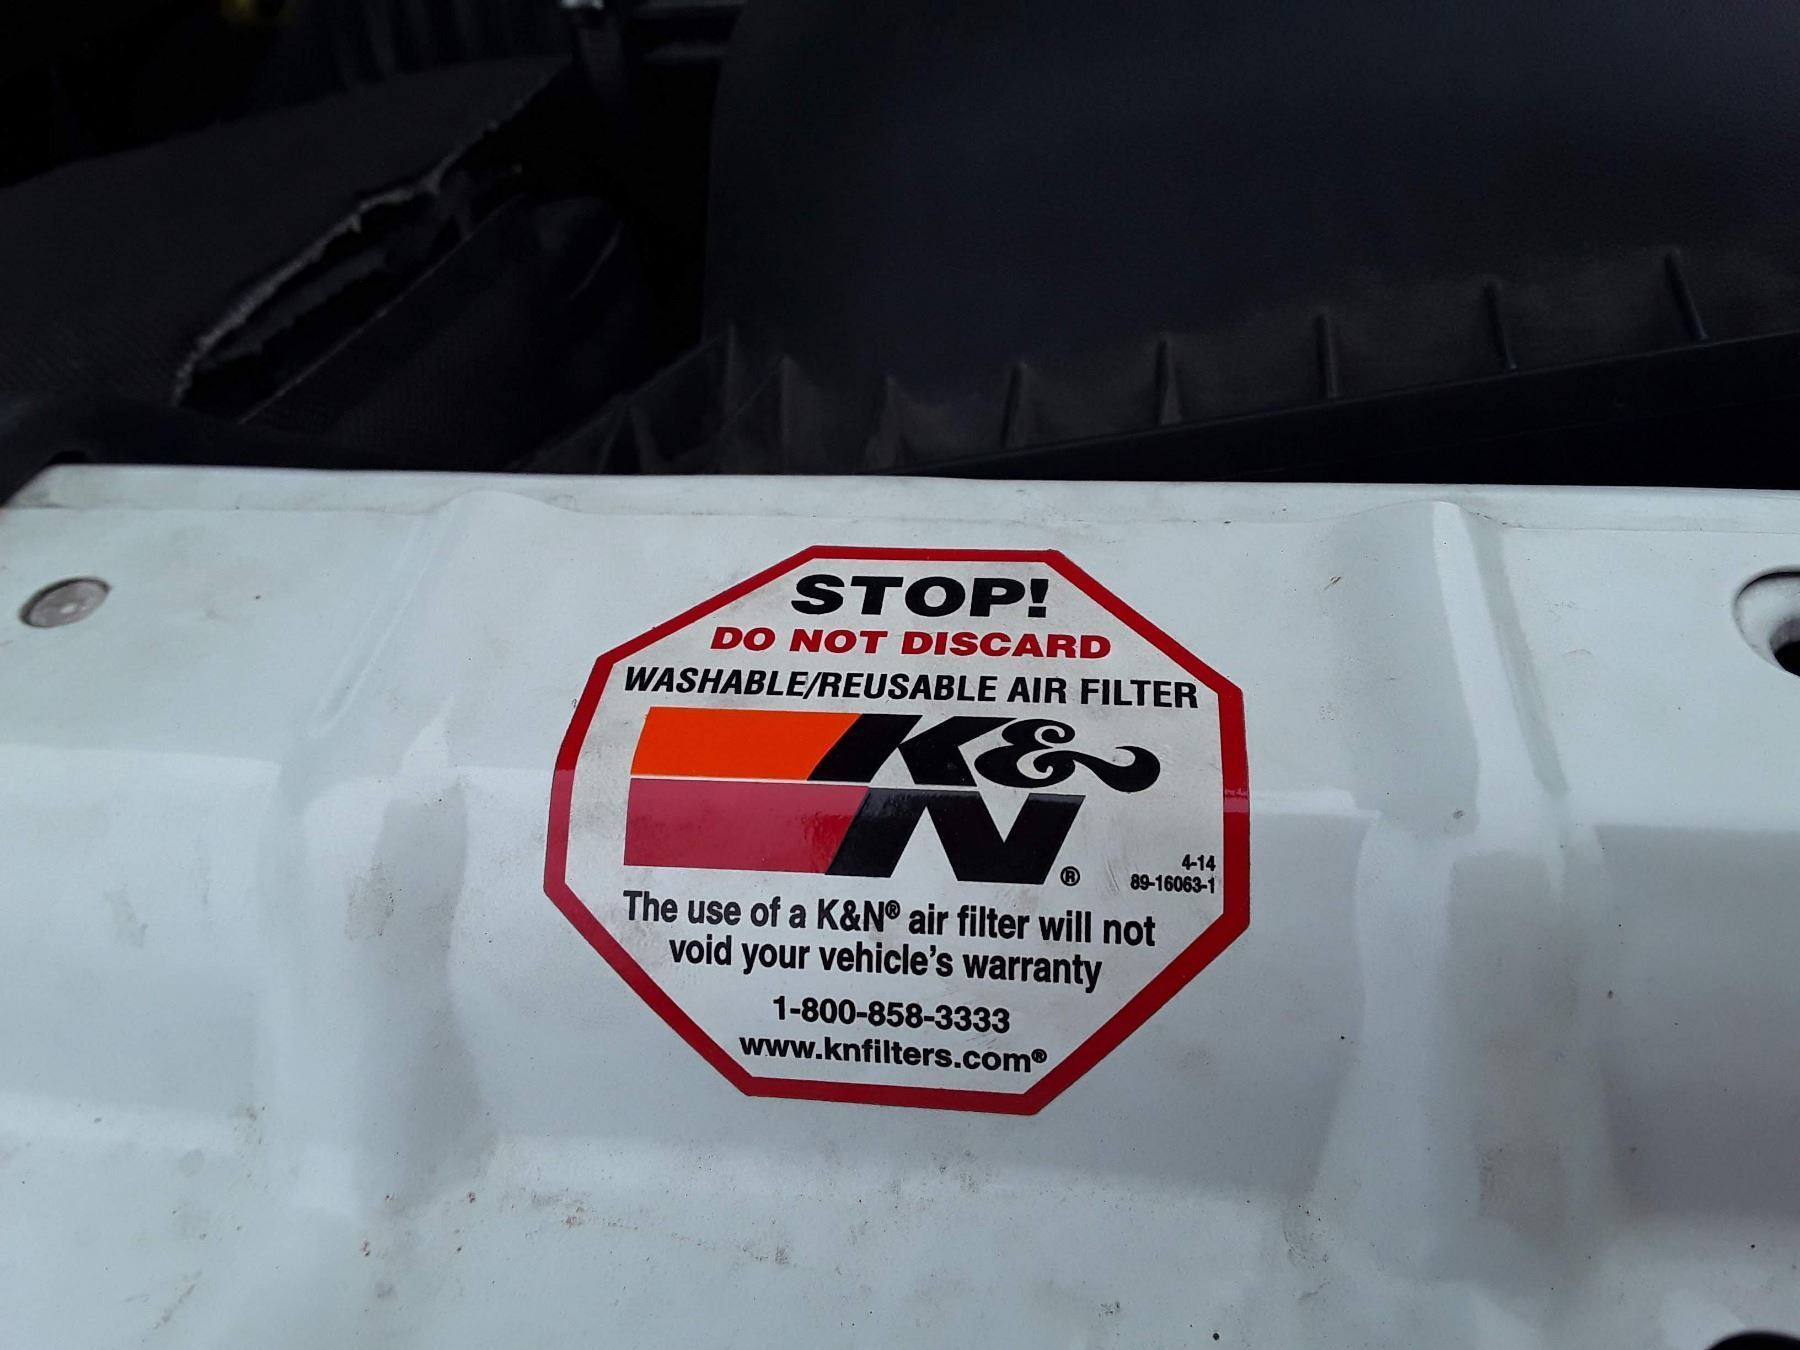 STOP!
DO NOT DISCARD
WASHABLE/REUSABLE AIR FILTER
K&
N®
4-14
89-16063-1
The use of a K&N® air filter will not
void your vehicle's warranty
1-800-858-3333
www.knfilters.com®